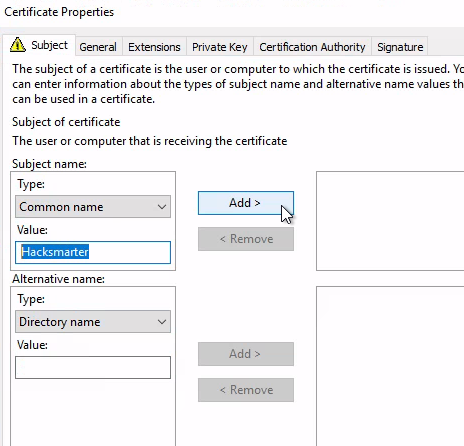 Certificate Properties
Subject General Extensions Private Key Certification Authority Signature
The subject of a certificate is the user or computer to which the certificate is issued.
can enter information about the types of subject name and alternative name values
can be used in a certificate.
Subject of certificate
The user or computer that is receiving the certificate
Subject name:
Type:
Common name
Add >
Value:
< Remove
Hacksmarter
Alternative name:
Type:
Directory name
Value:
Add >
< Remove